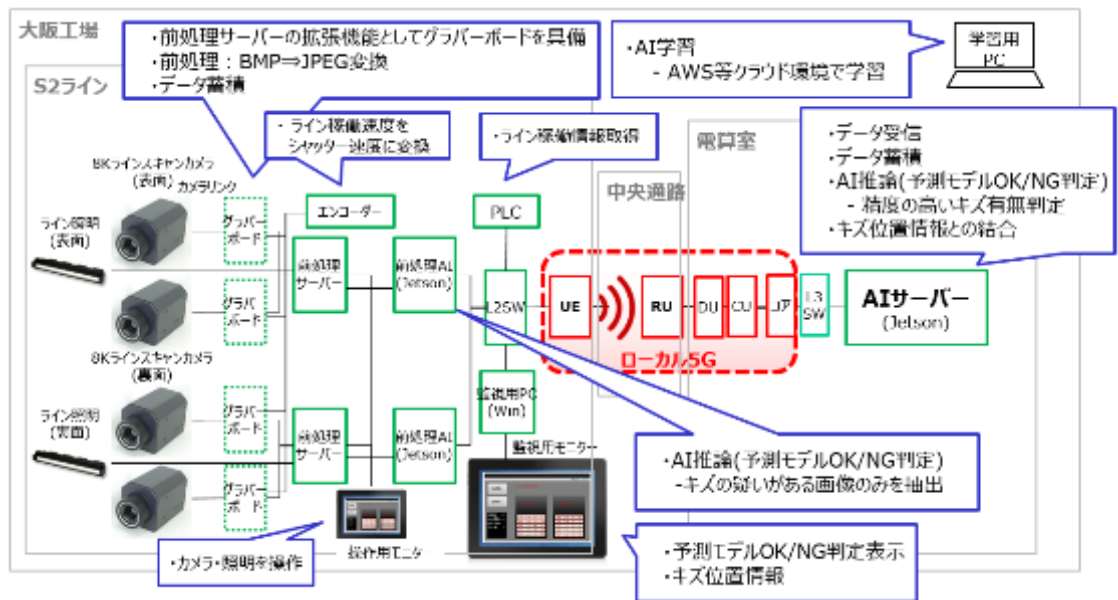 大阪工場
・前処理サーバーの拡張機能としてグラバーボードを具備
・前処理：BMP⇒JPEG変換
・データ蓄積
・AI学習
- AWS等クラウド環境で学習
学習用
PC
S2ライン
・ライン稼働速度を
シャッター速度に変換
・ライン稼働情報取得
電算室
・データ受信
・データ蓄積
・AI推論(予測モデルOK/NG判定)
- 精度の高いキズ有無判定
・キズ位置情報との結合
中央通路
8Kラインスキャンカメラ
(表面)
カメラリンク
ライン照明
(表面)
グラバー
ボード
エンコーダー
PLC
前処理
サーバー
前処理AI
(Jetson)
グラバー
ボード
L2SW
UE
RU
DU
CU
コア
L3
SW
AIサーバー
(Jetson)
ローカル5G
8Kラインスキャンカメラ
(裏面)
ライン照明
(裏面)
グラバー
ボード
前処理
サーバー
前処理AI
(Jetson)
監視用PC
(Win)
監視用モニター
グラバー
ボード
・AI推論(予測モデルOK/NG判定)
-キズの疑いがある画像のみを抽出
操作用モニター
・カメラ・照明を操作
・予測モデルOK/NG判定表示
・キズ位置情報